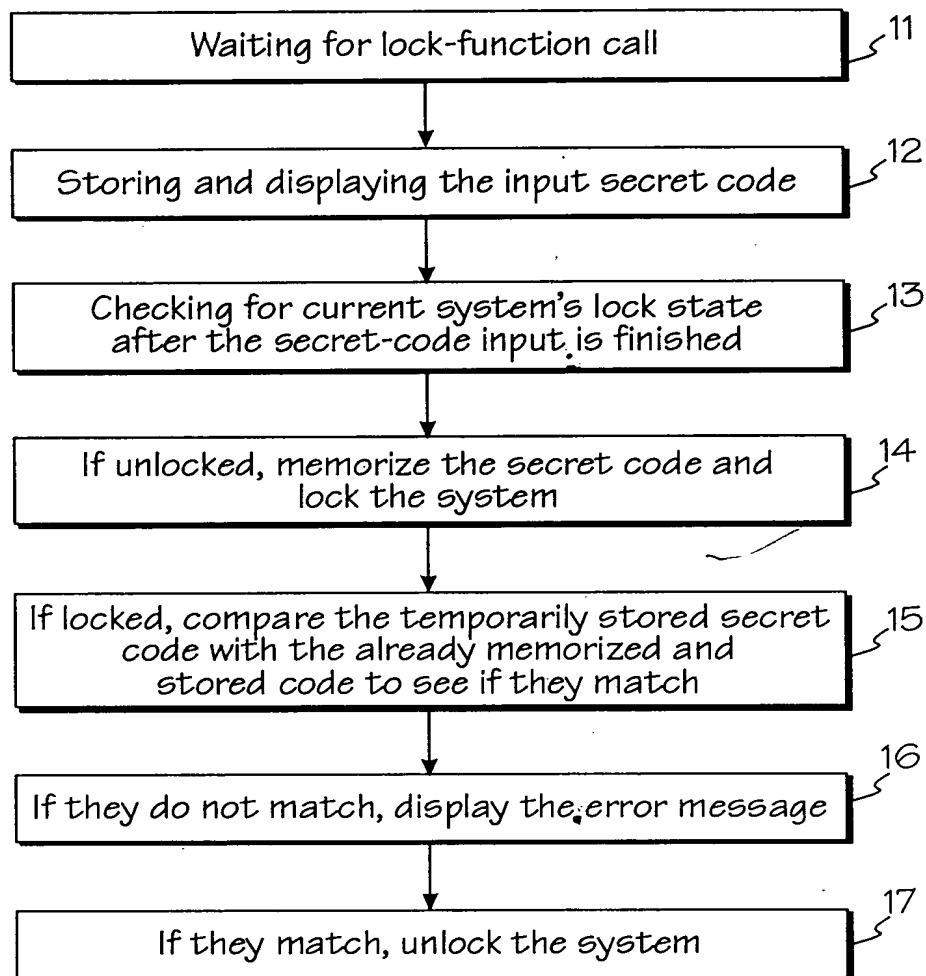 Waiting for lock-function call
11
Storing and displaying the input secret code
12
Checking for current system's lock state
after the secret-code input is finished
13
If unlocked, memorize the secret code and
lock the system
14
If locked, compare the temporarily stored secret
code with the already memorized and
stored code to see if they match
15
If they do not match, display the error message
16
If they match, unlock the system
17